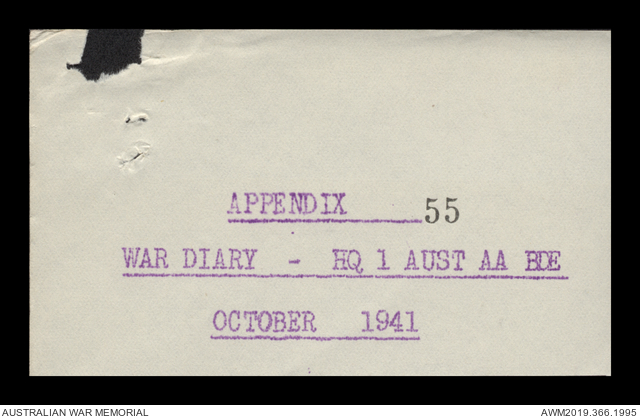 APPENDIX 55
WAR DIARY - HQ 1 AUST AA BDE
OCTOBER 1941
AUSTRALIAN WAR MEMORIAL AWM2019.366.1995